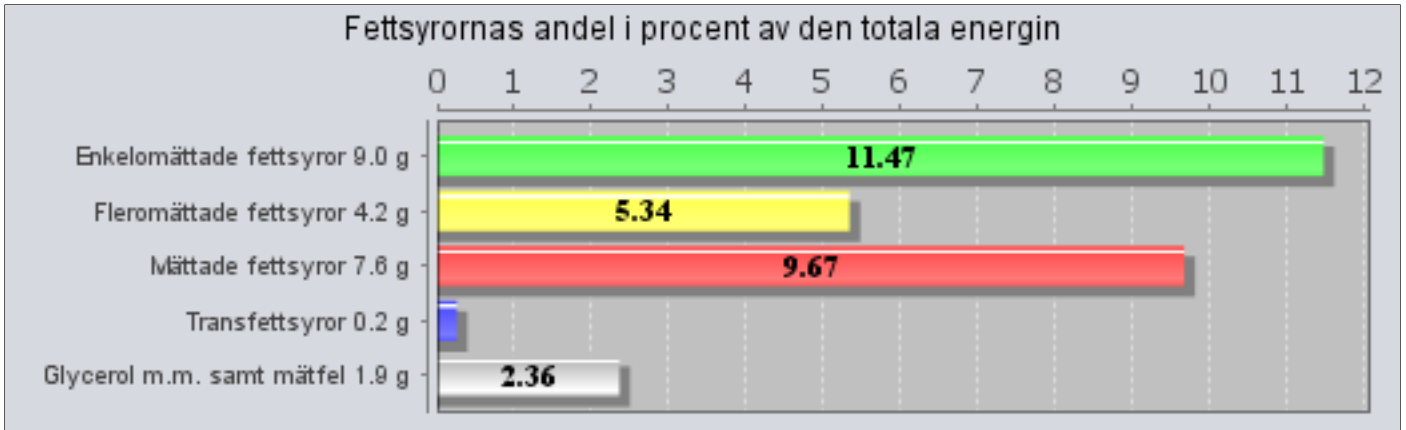 Fettsyrornas andel i procent av den totala energin
0 1 2 3 4 5 6 7 8 9 10 11 12
Enkelomättade fettsyror 9.0 g 11.47
Fleromättade fettsyror 4.2 g 5.34
Mättade fettsyror 7.6 g 9.67
Transfettsyror 0.2 g
Glycerol m.m. samt mätfel 1.9 g 2.36